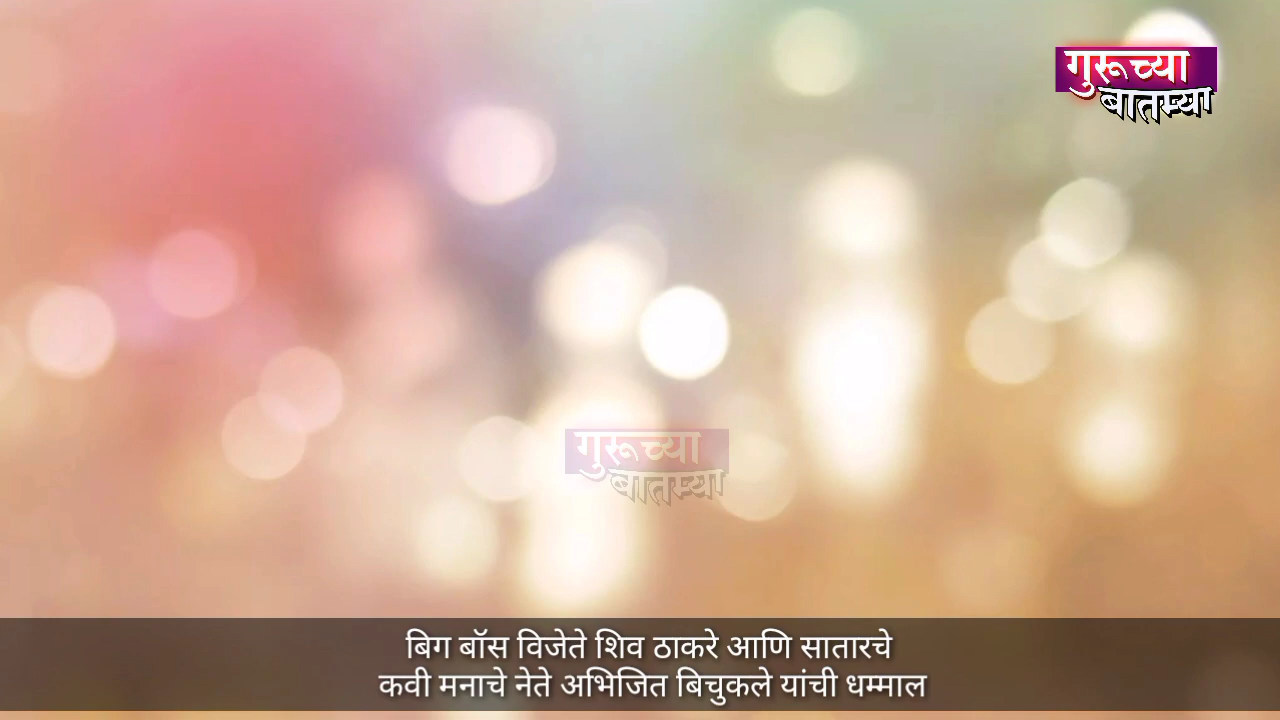 गुरूच्या
बातम्या
गुरूच्या
बातम्या
बिग बॉस विजेते शिव ठाकरे आणि सातारचे
कवी मनाचे नेते अभिजित बिचुकले यांची धम्माल